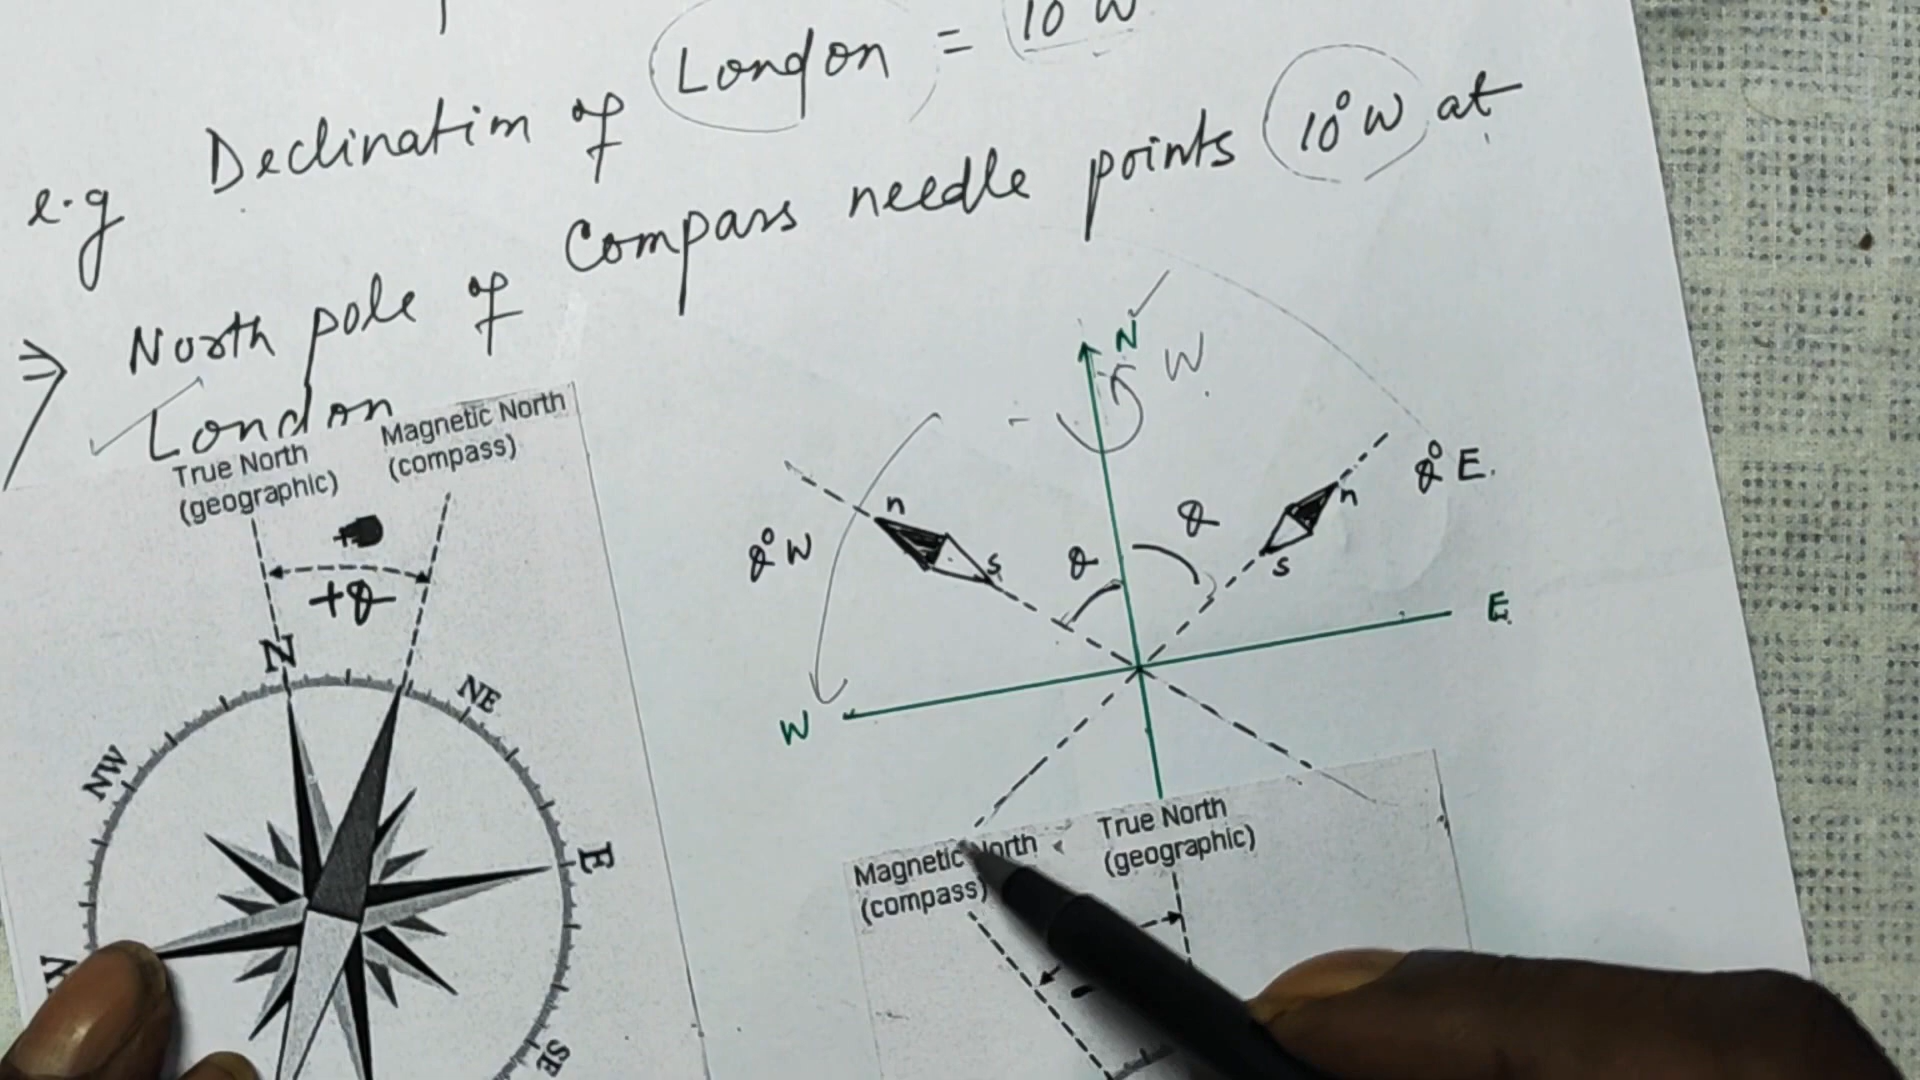 e.g Declination of London = 10°W
⇒ North pole of Compass needle points 10°W at
London
True North
(geographic)
Magnetic North
(compass)
+θ
N
NE
E
SE
W
NW
N
W
θ°W
n
s
θ
θ
s
n
θ°E.
E
W
Magnetic North
(compass)
True North
(geographic)